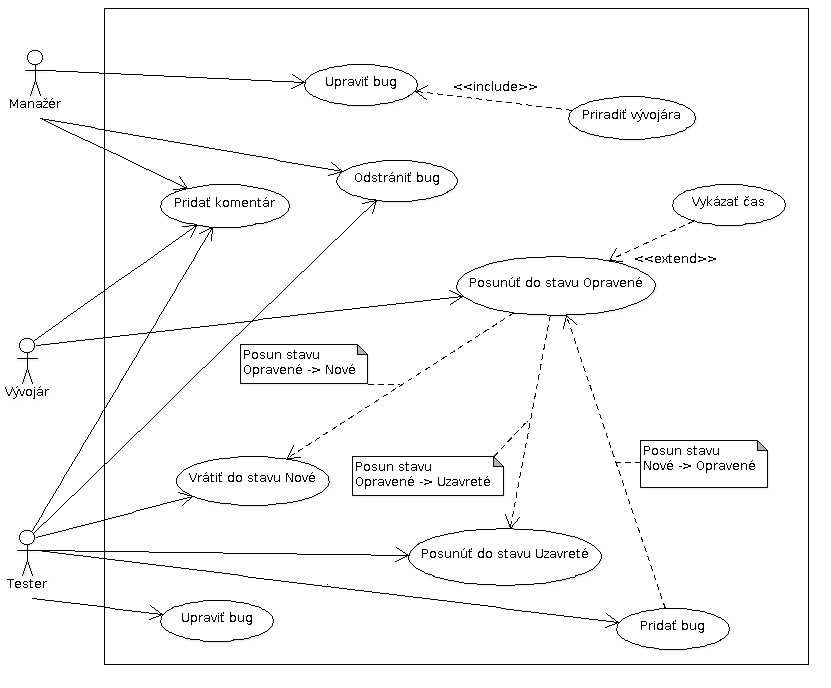 Manažér
Upraviť bug
<<include>>
Priradiť vývojára
Odstrániť bug
Pridať komentár
Vykázať čas
<<extend>>
Posunúť do stavu Opravené
Posun stavu
Opravené -> Nové
Vývojár
Posun stavu
Nové -> Opravené
Posun stavu
Opravené -> Uzavreté
Vrátiť do stavu Nové
Posunúť do stavu Uzavreté
Tester
Upraviť bug
Pridať bug